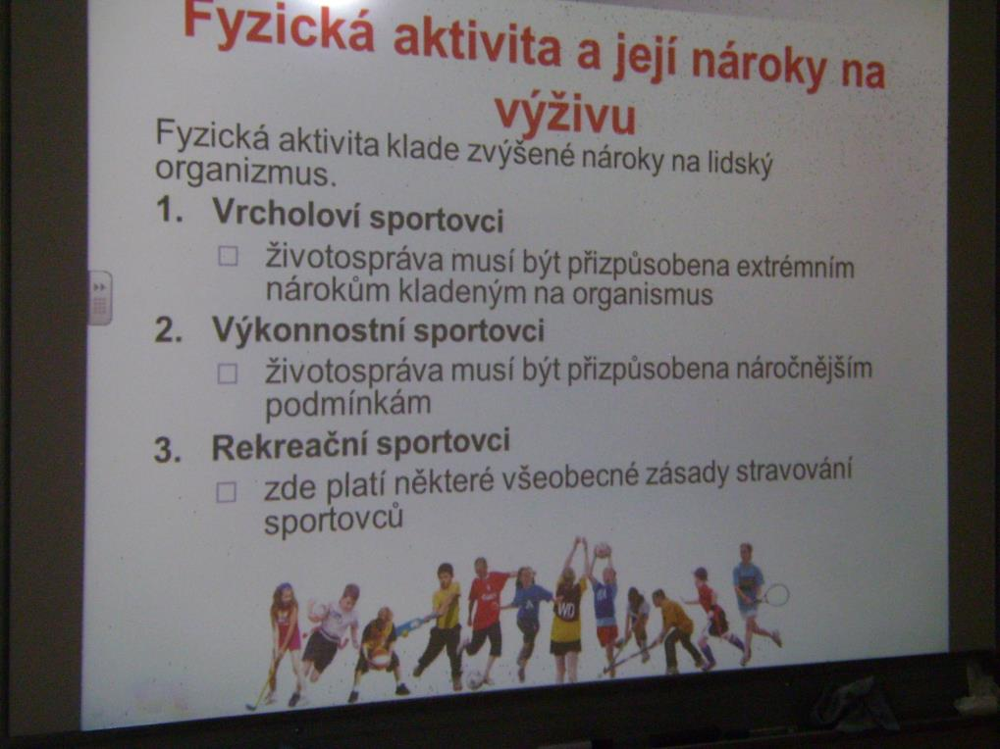 Fyzická aktivita a její nároky na
výživu
Fyzická aktivita klade zvýšené nároky na lidský
organizmus.
1. Vrcholoví sportovci
životospráva musí být přizpůsobena extrémním
nárokům kladeným na organismus
2. Výkonnostní sportovci
životospráva musí být přizpůsobena náročnějším
podmínkám
3. Rekreační sportovci
zde platí některé všeobecné zásady stravování
sportovců
WD